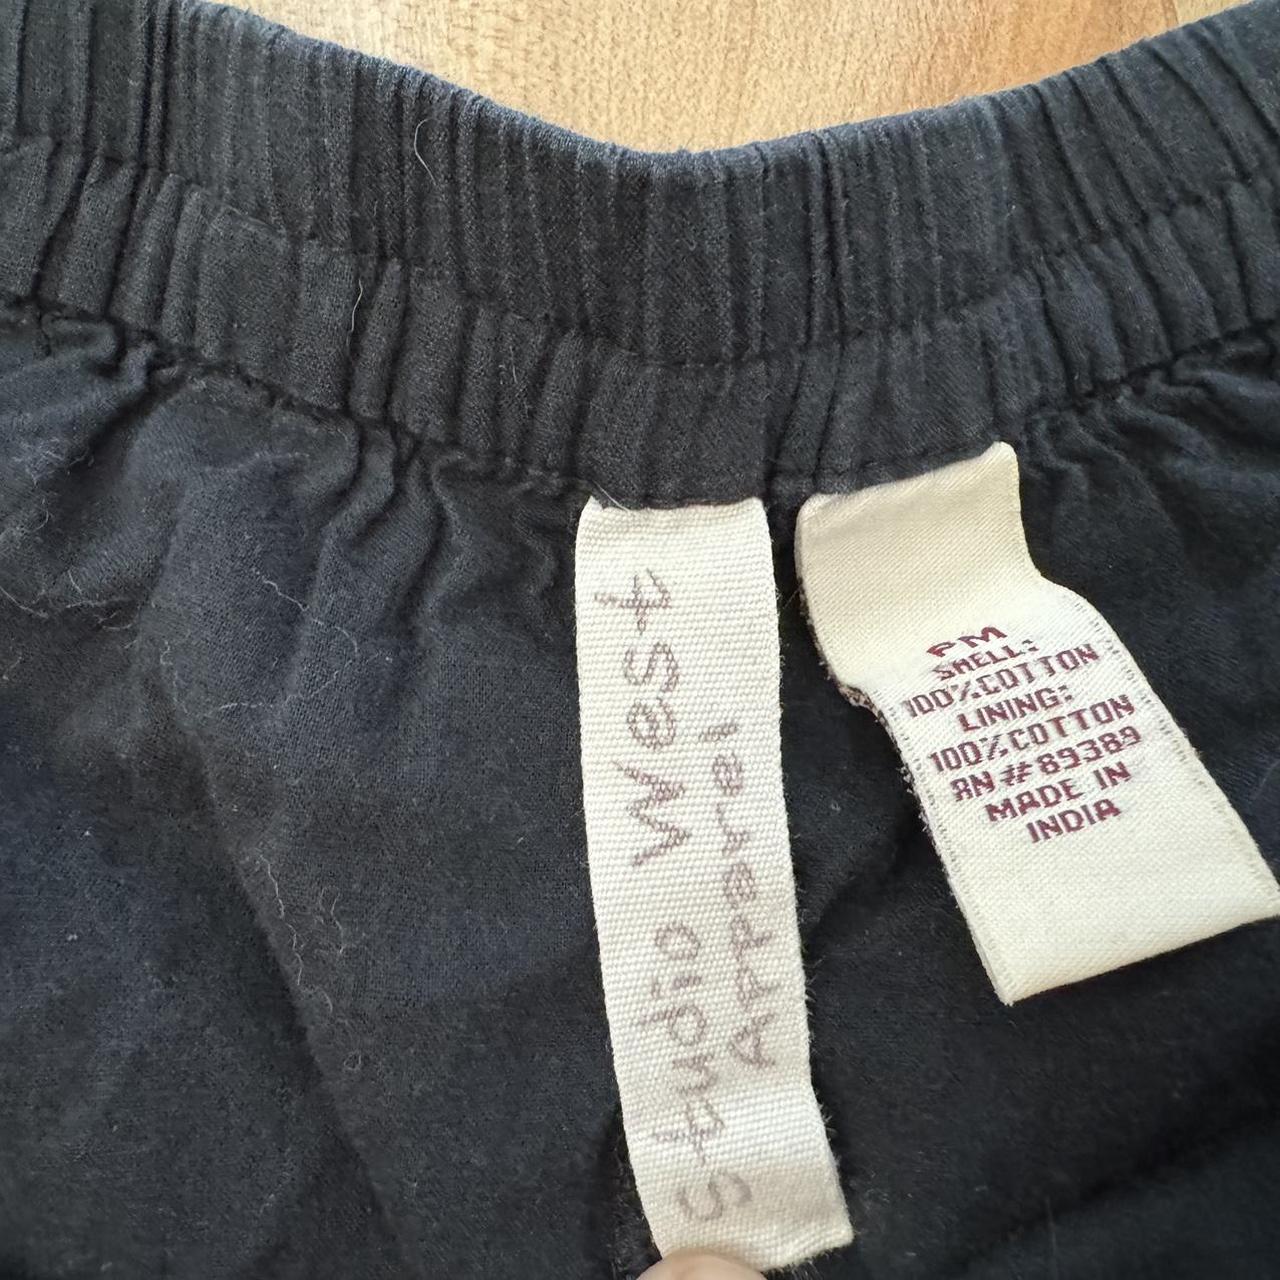 Studio West
Apparel
PM
SHELL:
100%COTTON
LINING:
100%COTTON
RN#89389
MADE IN
INDIA